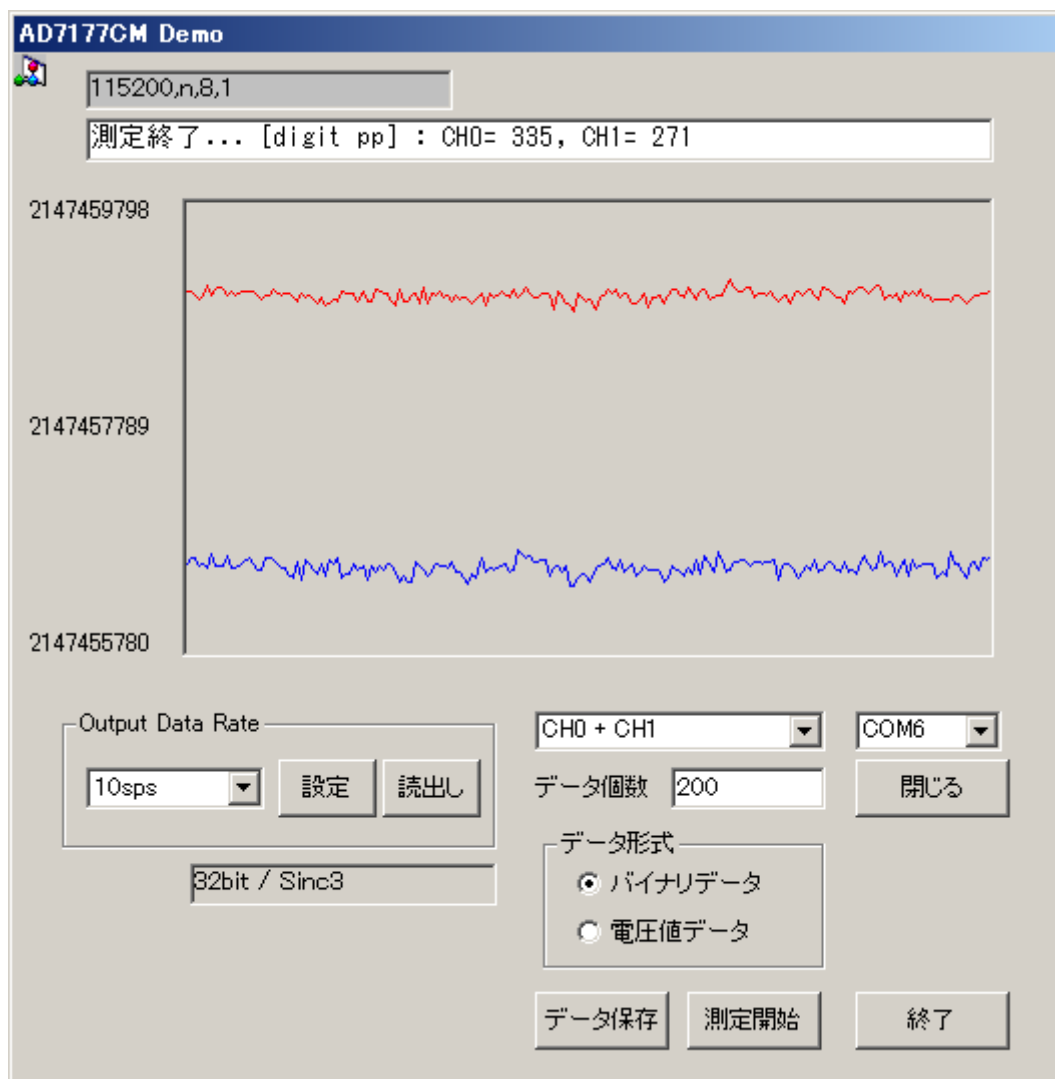 AD7177CM Demo
115200,n,8,1
測定終了... [digit pp] : CH0= 335, CH1= 271
2147459798
2147457789
2147455780
Output Data Rate
10sps
設定
読出し
32bit / Sinc3
CH0 + CH1
COM6
データ個数
200
閉じる
データ形式
バイナリデータ
電圧値データ
データ保存
測定開始
終了